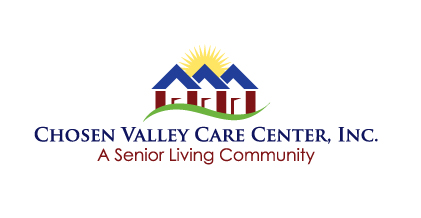 Chosen Valley Care Center, Inc.
A Senior Living Community